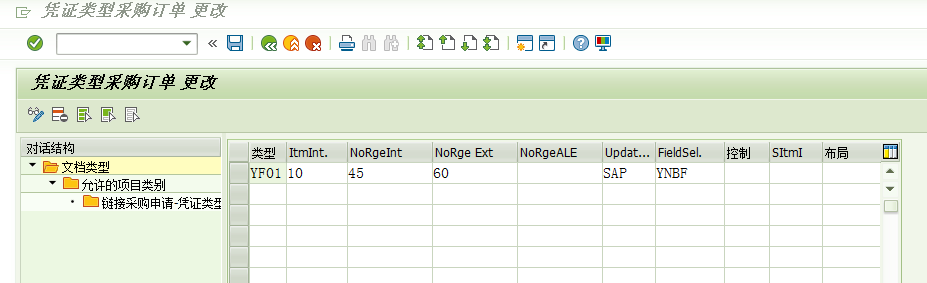 凭证类型采购订单 更改
凭证类型采购订单 更改
对话结构
文档类型
允许的项目类别
链接采购申请-凭证类型
类型 ItmInt. NoRgeInt NoRge Ext NoRgeALE Updat... FieldSel. 控制 SItmI 布局
YF01 10 45 60 SAP YNBF